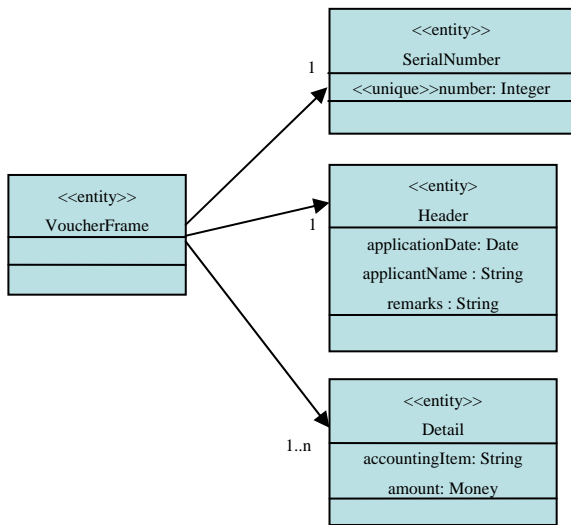 <<entity>>
SerialNumber
1
<<unique>>number: Integer
<<entity>>
VoucherFrame
<<entity>
Header
1
applicationDate: Date
applicantName : String
remarks : String
<<entity>>
Detail
1..n
accountingItem: String
amount: Money